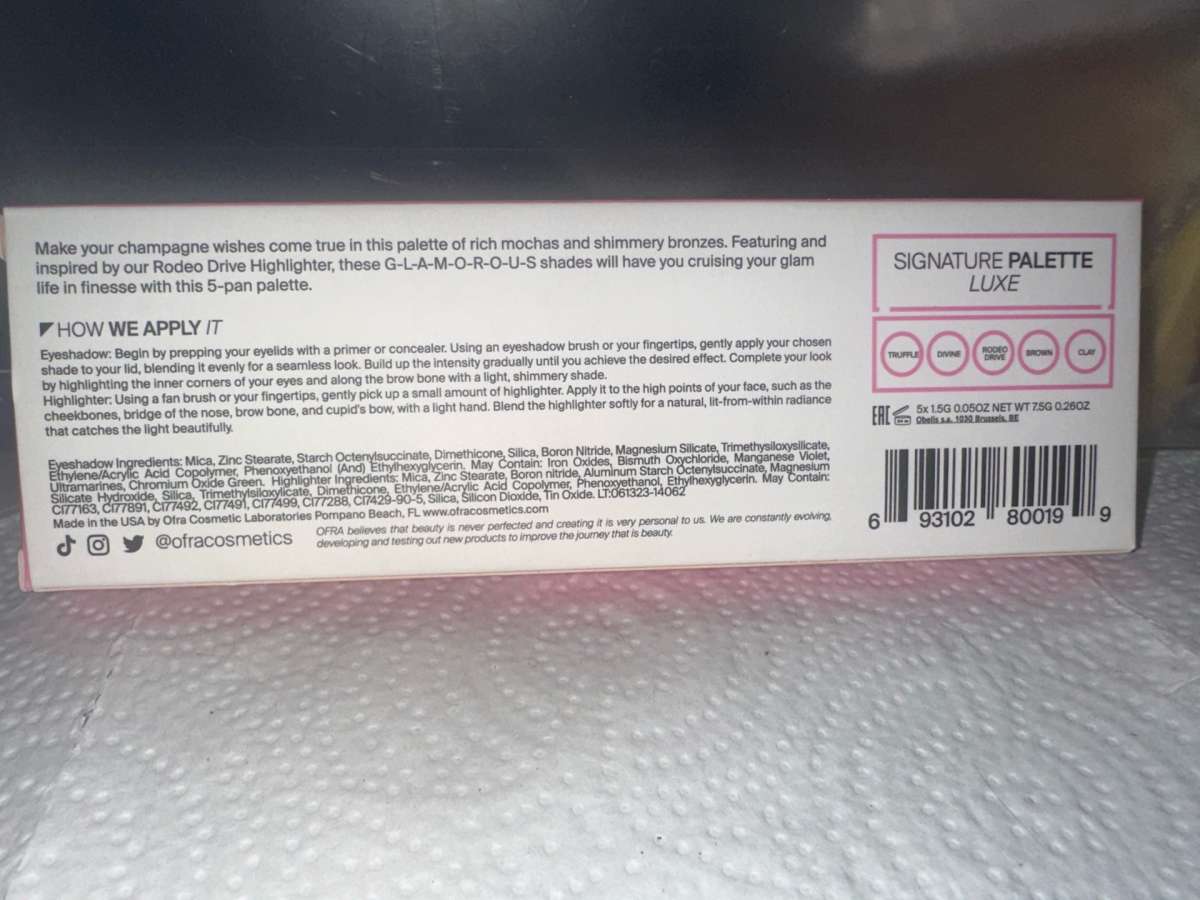 Make your champagne wishes come true in this palette of rich mochas and shimmery bronzes. Featuring and
inspired by our Rodeo Drive Highlighter, these G-L-A-M-O-R-O-U-S shades will have you cruising your glam
life in finesse with this 5-pan palette.
HOW WE APPLY IT
Eyeshadow: Begin by prepping your eyelids with a primer or concealer. Using an eyeshadow brush or your fingertips, gently apply your chosen
shade to your lid, blending it evenly for a seamless look. Build up the intensity gradually until you achieve the desired effect. Complete your look
by highlighting the inner corners of your eyes and along the brow bone with a light, shimmery shade.
Highlighter: Using a fan brush or your fingertips, gently pick up a small amount of highlighter. Apply it to the high points of your face, such as the
cheekbones, bridge of the nose, brow bone, and cupid's bow, with a light hand. Blend the highlighter softly for a natural, lit-from-within radiance
that catches the light beautifully.
Eyeshadow Ingredients: Mica, Zinc Stearate, Starch Octenylsuccinate, Dimethicone, Silica, Boron Nitride, Magnesium Silicate, Trimethysiloxysilicate,
Ethylene/Acrylic Acid Copolymer, Phenoxyethanol (And) Ethylhexyglycerin. May Contain: Iron Oxides, Bismuth Oxychloride, Manganese Violet,
Ultramarines, Chromium Oxide Green. Highlighter Ingredients: Mica, Zinc Stearate, Boron nitride, Aluminum Starch Octenylsuccinate, Magnesium
Silicate Hydroxide, Silica, Trimethylsiloxylicate, Dimethicone, Ethylene/Acrylic Acid Copolymer, Phenoxyethanol, Ethylhexyglycerin. May Contain:
CI77163, CI77891, CI77492, CI77491, CI77499, CI77288, CI7429-90-5, Silica, Silicon Dioxide, Tin Oxide. LT:061323-14062
Made in the USA by Ofra Cosmetic Laboratories Pompano Beach, FL www.ofracosmetics.com
@ofracosmetics
OFRA believes that beauty is never perfected and creating it is very personal to us. We are constantly evolving,
developing and testing out new products to improve the journey that is beauty.
SIGNATURE PALETTE
LUXE
TRUFFLE DIVINE RODEO DRIVE BROWN CLAY
EAC 5x 1.5G 0.05OZ NET WT 7.5G 0.26OZ
Obelis s.a. 1030 Brussels, BE
6 93102 80019 9